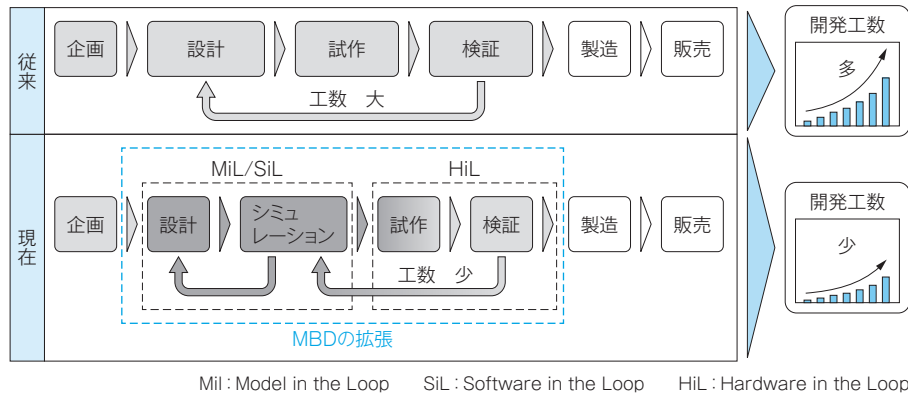 従来
企画
設計
試作
検証
製造
販売
工数 大
開発工数
多
現在
MiL/SiL
HiL
企画
設計
シミュ
レーション
試作
検証
製造
販売
工数 少
MBDの拡張
開発工数
少
Mil：Model in the Loop SiL：Software in the Loop HiL：Hardware in the Loop